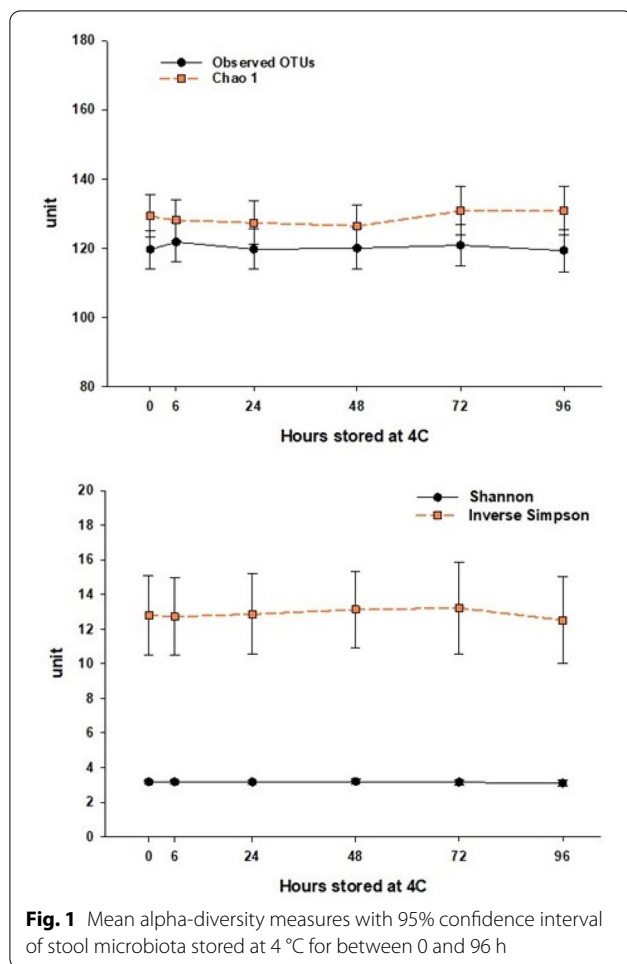 180
160
140
120
100
80
unit
Observed OTUs
Chao 1
0 6 24 48 72 96
Hours stored at 4C
20
18
16
14
12
10
8
6
4
2
0
unit
Shannon
Inverse Simpson
0 6 24 48 72 96
Hours stored at 4C
Fig. 1 Mean alpha-diversity measures with 95% confidence interval
of stool microbiota stored at 4 °C for between 0 and 96 h